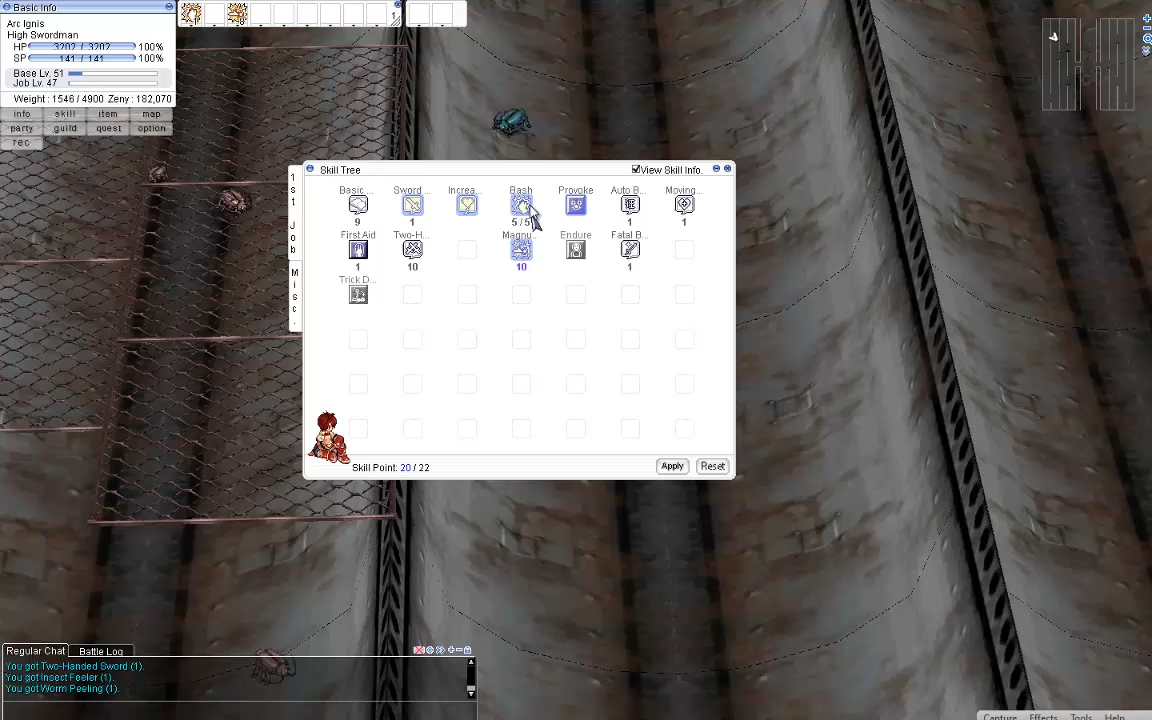 Basic Info
Arc Ignis
High Swordman
HP 3202 / 3202 100%
SP 141 / 141 100%
Base Lv. 51
Job Lv. 47
Weight : 1546 / 4900 Zeny : 182,070
info skill item map
party guild quest option
rec
1
Skill Tree
View Skill Info.
1st Job
Misc.
Basic ... Sword ... Increa... Bash Provoke Auto B... Moving...
9 1 5 / 5 1 1
First Aid Two-H... Magnu... Endure Fatal B...
1 10 10 1
Trick D...
Skill Point: 20 / 22
Apply Reset
Regular Chat Battle Log
You got Two-Handed Sword (1).
You got Insect Feeler (1).
You got Worm Peeling (1).
Capture Effects Tools Help